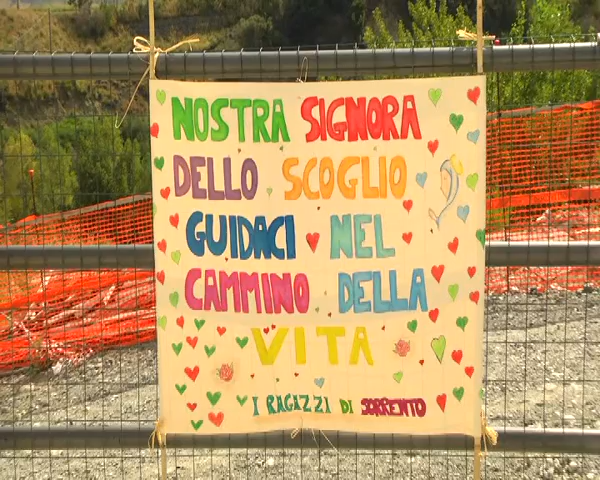 NOSTRA SIGNORA
DELLO SCOGLIO
GUIDACI NEL
CAMMINO DELLA
VITA
I RAGAZZI DI SORRENTO